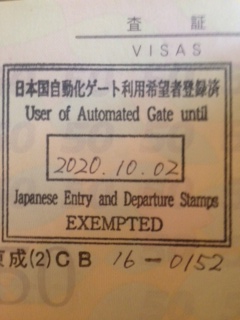 査 証
VISAS
日本国自動化ゲート利用希望者登録済
User of Automated Gate until
2020.10.02
Japanese Entry and Departure Stamps
EXEMPTED
成(2)CB 16-0152